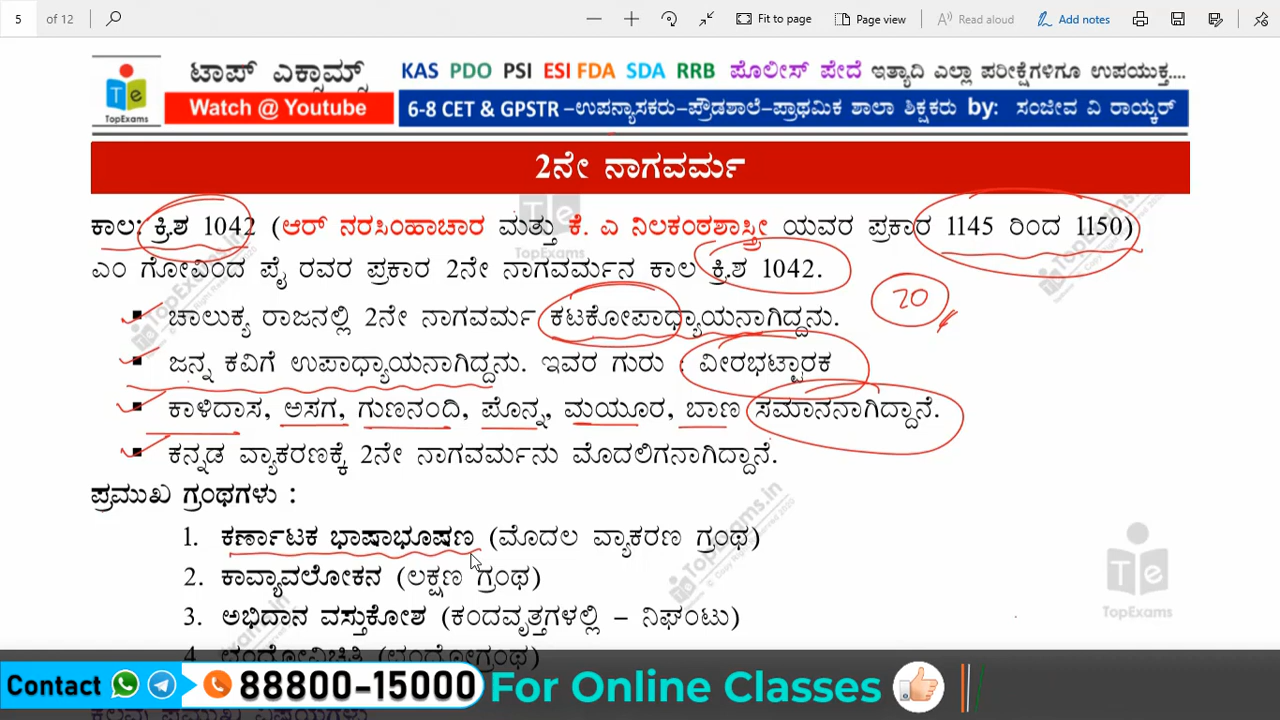 5 of 12 Fit to page Page view Read aloud Add notes
ಟಾಪ್ ಎಕ್ಸಾಮ್ಸ್ KAS PDO PSI ESI FDA SDA RRB ಪೊಲೀಸ್ ಪೇದೆ ಇತ್ಯಾದಿ ಎಲ್ಲಾ ಪರೀಕ್ಷೆಗಳಿಗೂ ಉಪಯುಕ್ತ....
Te
TopExams
Watch @ Youtube 6-8 CET & GPSTR –ಉಪನ್ಯಾಸಕರು–ಪ್ರೌಢಶಾಲೆ–ಪ್ರಾಥಮಿಕ ಶಾಲಾ ಶಿಕ್ಷಕರು by: ಸಂಜೀವ ವಿ ರಾಯ್ಕರ್
2ನೇ ನಾಗವರ್ಮ
ಕಾಲ: ಕ್ರಿ.ಶ 1042 (ಆರ್ ನರಸಿಂಹಾಚಾರ ಮತ್ತು ಕೆ. ಎ ನಿಲಕಂಠಶಾಸ್ತ್ರೀ ಯವರ ಪ್ರಕಾರ 1145 ರಿಂದ 1150)
ಎಂ ಗೋವಿಂದ ಪೈ ರವರ ಪ್ರಕಾರ 2ನೇ ನಾಗವರ್ಮನ ಕಾಲ ಕ್ರಿ.ಶ 1042.
20
▪ ಚಾಲುಕ್ಯ ರಾಜನಲ್ಲಿ 2ನೇ ನಾಗವರ್ಮ ಕಟಕೋಪಾಧ್ಯಾಯನಾಗಿದ್ದನು.
▪ ಜನ್ನ ಕವಿಗೆ ಉಪಾಧ್ಯಾಯನಾಗಿದ್ದನು. ಇವರ ಗುರು : ವೀರಭಟ್ಟಾರಕ
▪ ಕಾಳಿದಾಸ, ಅಸಗ, ಗುಣನಂದಿ, ಪೊನ್ನ, ಮಯೂರ, ಬಾಣ ಸಮಾನನಾಗಿದ್ದಾನೆ.
▪ ಕನ್ನಡ ವ್ಯಾಕರಣಕ್ಕೆ 2ನೇ ನಾಗವರ್ಮನು ಮೊದಲಿಗನಾಗಿದ್ದಾನೆ.
ಪ್ರಮುಖ ಗ್ರಂಥಗಳು :
1. ಕರ್ಣಾಟಕ ಭಾಷಾಭೂಷಣ (ಮೊದಲ ವ್ಯಾಕರಣ ಗ್ರಂಥ)
2. ಕಾವ್ಯಾವಲೋಕನ (ಲಕ್ಷಣ ಗ್ರಂಥ)
3. ಅಭಿದಾನ ವಸ್ತುಕೋಶ (ಕಂದವೃತ್ತಗಳಲ್ಲಿ – ನಿಘಂಟು)
4. ಛಂದೋವಿಚಿತಿ (ಛಂದೋಗ್ರಂಥ)
TopExams
Contact 88800-15000 For Online Classes